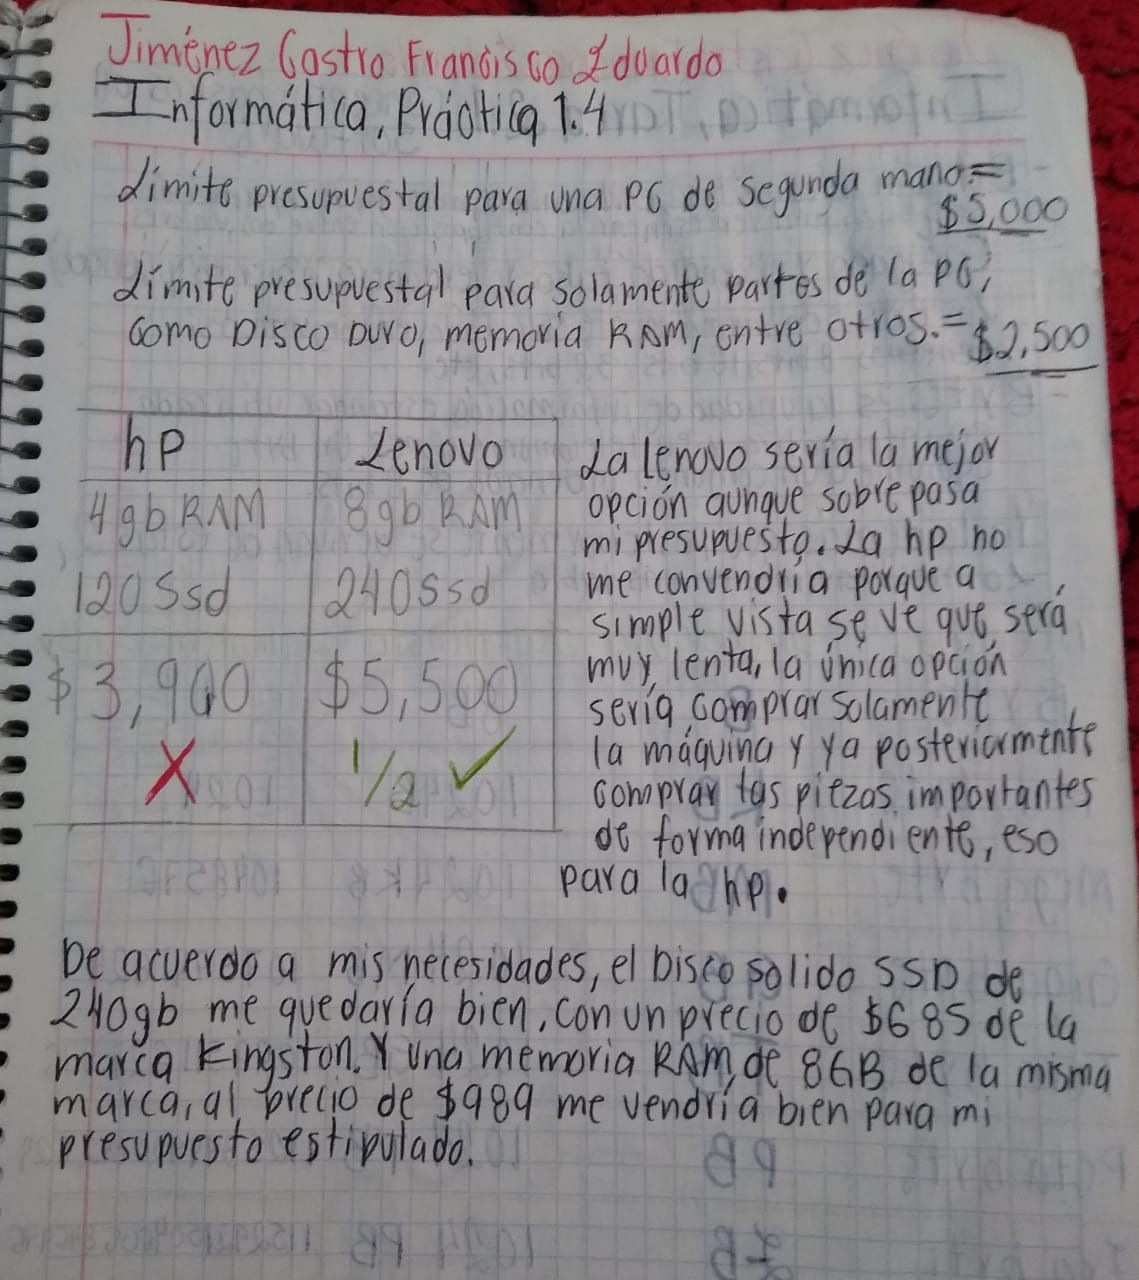 Jiménez Castro Francisco Eduardo
Informática, Práctica 1.4
Límite presupuestal para una PC de segunda mano=
$5,000
Límite presupuestal para solamente partes de la PC,
como Disco Duro, memoria RAM, entre otros.= $2,500
hp
Lenovo
4gb RAM
8gb RAM
120 Ssd
240 Ssd
$3,900
$5,500
X
1/2 ✓
La lenovo sería la mejor
opción aunque sobrepasa
mi presupuesto. La hp no
me convendría porque a
simple vista se ve que será
muy lenta, la única opción
sería comprar solamente
la máquina y ya posteriormente
comprar las piezas importantes
de forma independiente, eso
para la hp.
De acuerdo a mis necesidades, el Disco solido SSD de
240gb me quedaría bien, con un precio de $685 de la
marca Kingston. Y una memoria RAM, de 8GB de la misma
marca, al precio de $989 me vendría bien para mi
presupuesto estipulado.